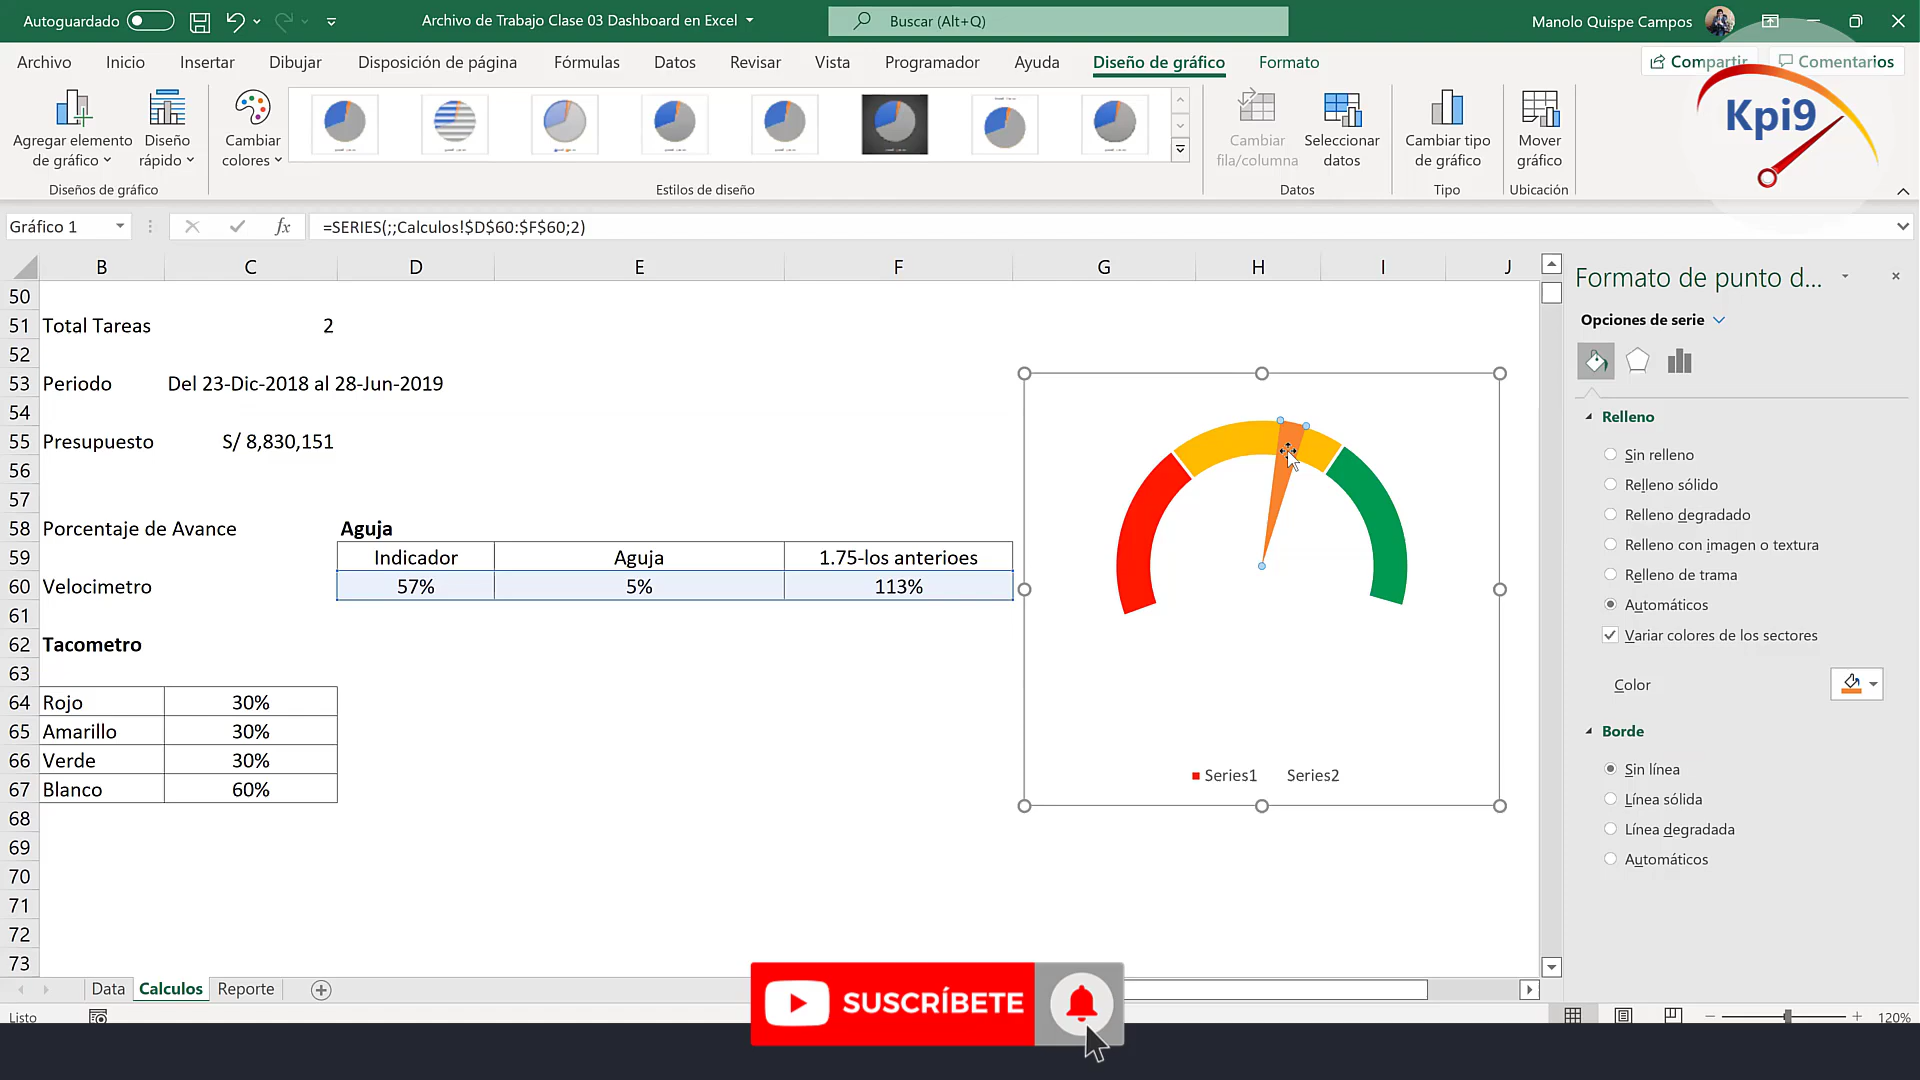 Autoguardado
Archivo de Trabajo Clase 03 Dashboard en Excel
Buscar (Alt+Q)
Manolo Quispe Campos
Archivo Inicio Insertar Dibujar Disposición de página Fórmulas Datos Revisar Vista Programador Ayuda Diseño de gráfico Formato
Compartir Comentarios
Kpi9
Agregar elemento de gráfico
Diseño rápido
Cambiar colores
Cambiar fila/columna
Seleccionar datos
Cambiar tipo de gráfico
Mover gráfico
Diseños de gráfico Estilos de diseño Datos Tipo Ubicación
Gráfico 1 fx =SERIES(;;Calculos!$D$60:$F$60;2)
B C D E F G H I J
50
51 Total Tareas 2
52
53 Periodo Del 23-Dic-2018 al 28-Jun-2019
54
55 Presupuesto S/ 8,830,151
56
57
58 Porcentaje de Avance Aguja
59 Indicador Aguja 1.75-los anterioes
60 Velocimetro 57% 5% 113%
61
62 Tacometro
63
64 Rojo 30%
65 Amarillo 30%
66 Verde 30%
67 Blanco 60%
68
69
70
71
72
73
Series1 Series2
Formato de punto d...
Opciones de serie
Relleno
Sin relleno
Relleno sólido
Relleno degradado
Relleno con imagen o textura
Relleno de trama
Automáticos
Variar colores de los sectores
Color
Borde
Sin línea
Línea sólida
Línea degradada
Automáticos
Data Calculos Reporte
SUSCRÍBETE
Listo
120%